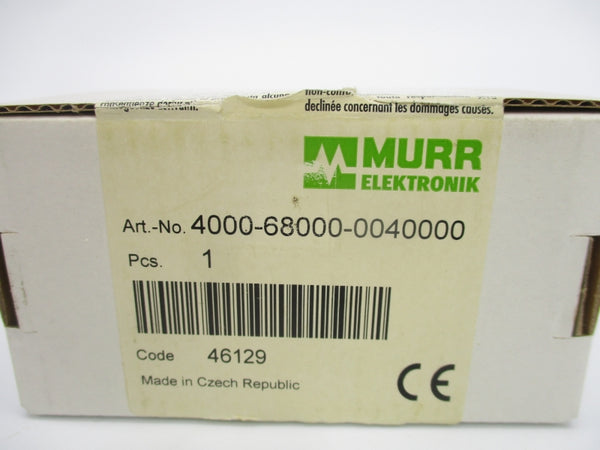 non-conf
déclinée concernant les dommages causés.
MURR
ELEKTRONIK
Art.-No. 4000-68000-0040000
Pcs. 1
Code 46129
Made in Czech Republic
CE